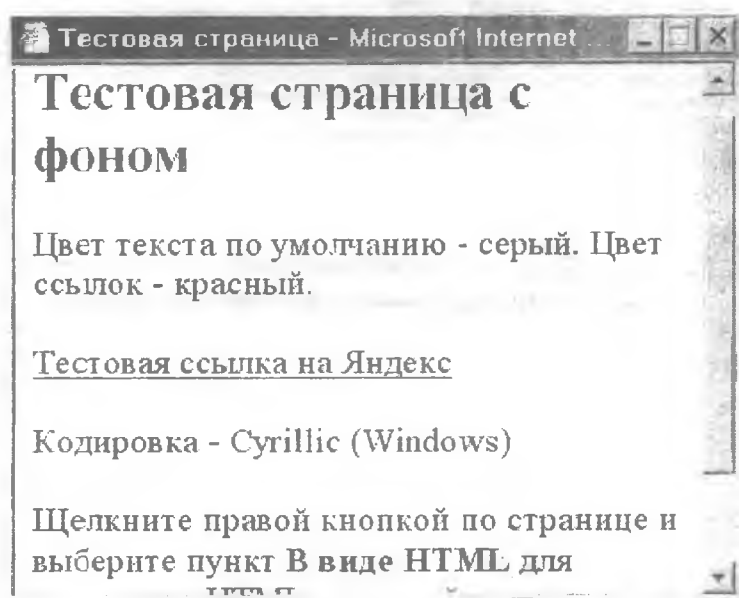 Тестовая страница - Microsoft Internet ...
Тестовая страница с
фоном
Цвет текста по умолчанию - серый. Цвет
ссылок - красный.
Тестовая ссылка на Яндекс
Кодировка - Cyrillic (Windows)
Щелкните правой кнопкой по странице и
выберите пункт В виде HTML для